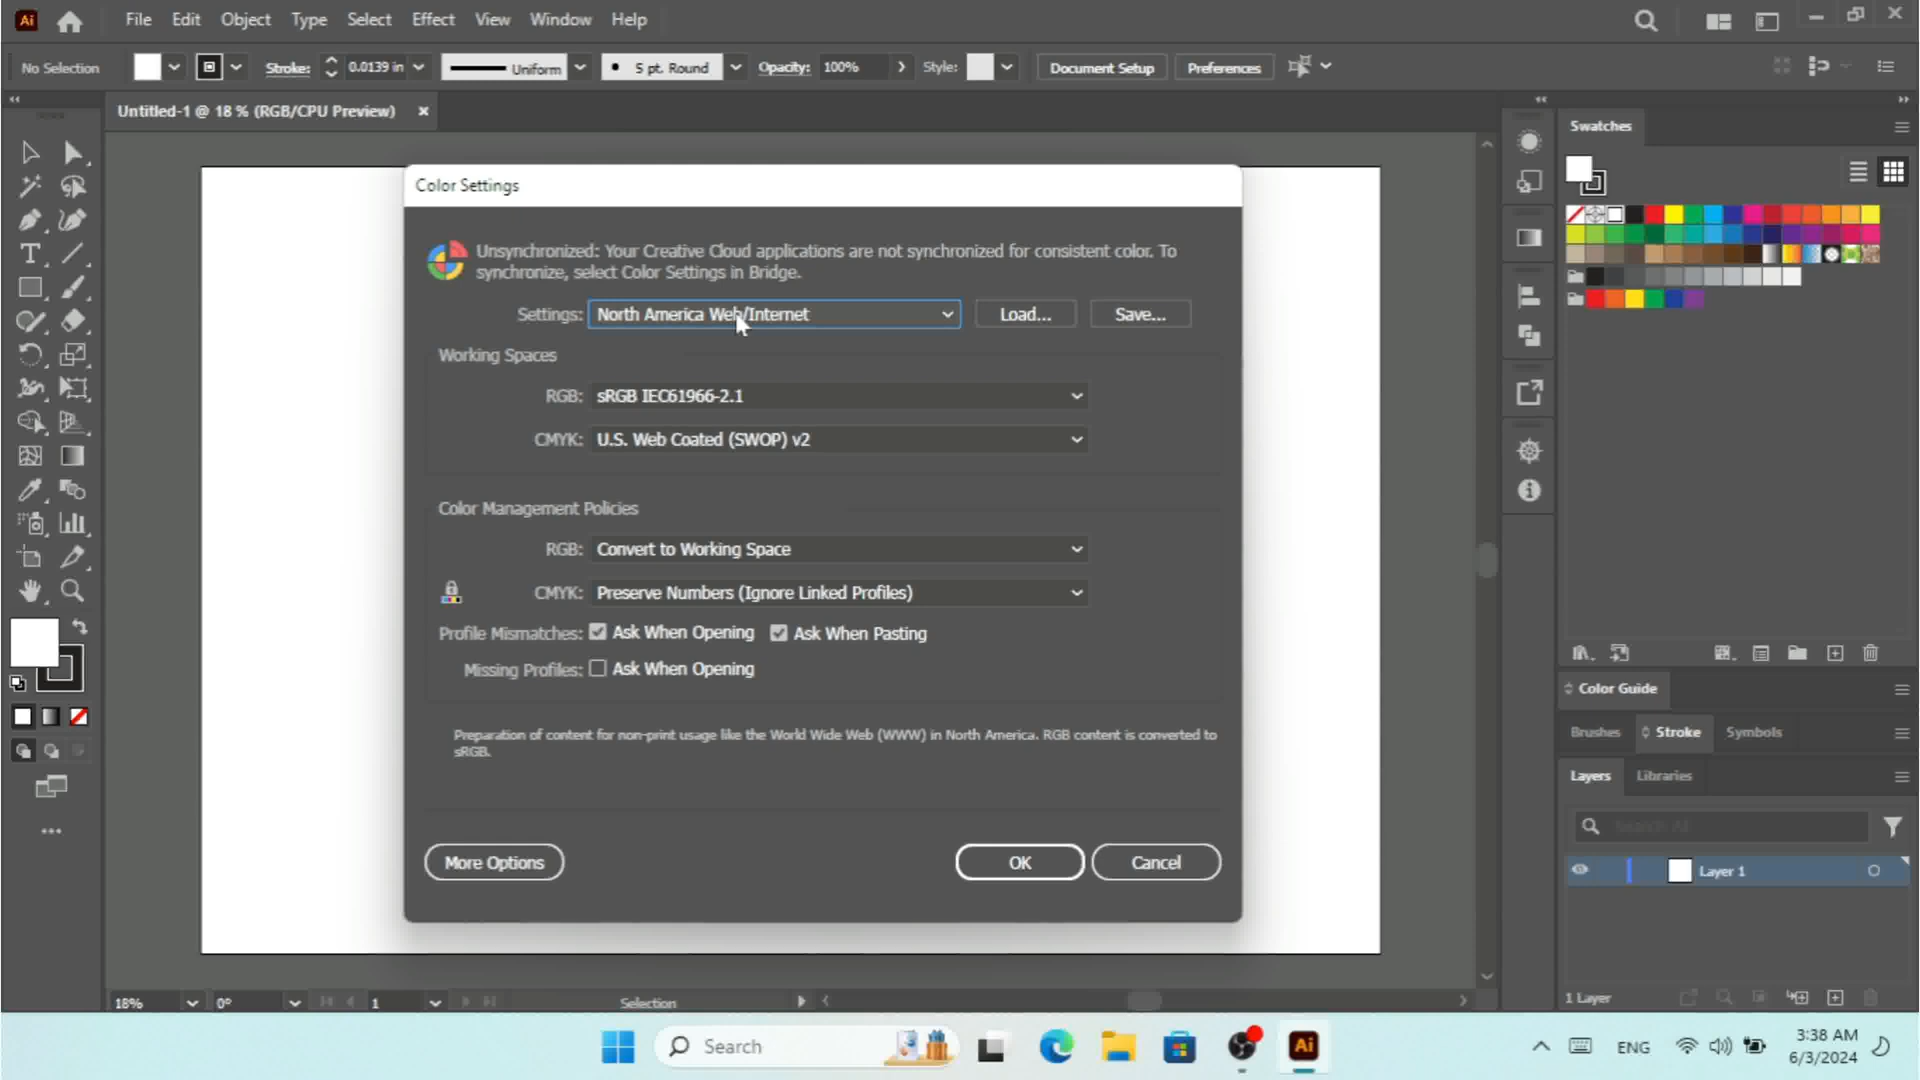 Ai
File Edit Object Type Select Effect View Window Help
No Selection
Stroke: 0.0139 in
Uniform
5 pt. Round
Opacity: 100%
Style:
Document Setup
Preferences
Untitled-1 @ 18 % (RGB/CPU Preview)
Color Settings
Unsynchronized: Your Creative Cloud applications are not synchronized for consistent color. To
synchronize, select Color Settings in Bridge.
Settings: North America Web/Internet
Load...
Save...
Working Spaces
RGB: sRGB IEC61966-2.1
CMYK: U.S. Web Coated (SWOP) v2
Color Management Policies
RGB: Convert to Working Space
CMYK: Preserve Numbers (Ignore Linked Profiles)
Profile Mismatches: Ask When Opening Ask When Pasting
Missing Profiles: Ask When Opening
Preparation of content for non-print usage like the World Wide Web (WWW) in North America. RGB content is converted to
sRGB.
More Options
OK
Cancel
Swatches
Color Guide
Brushes Stroke Symbols
Layers Libraries
Search All
Layer 1
1 Layer
18% 0° 1 Selection
Search
Ai
ENG
3:38 AM
6/3/2024